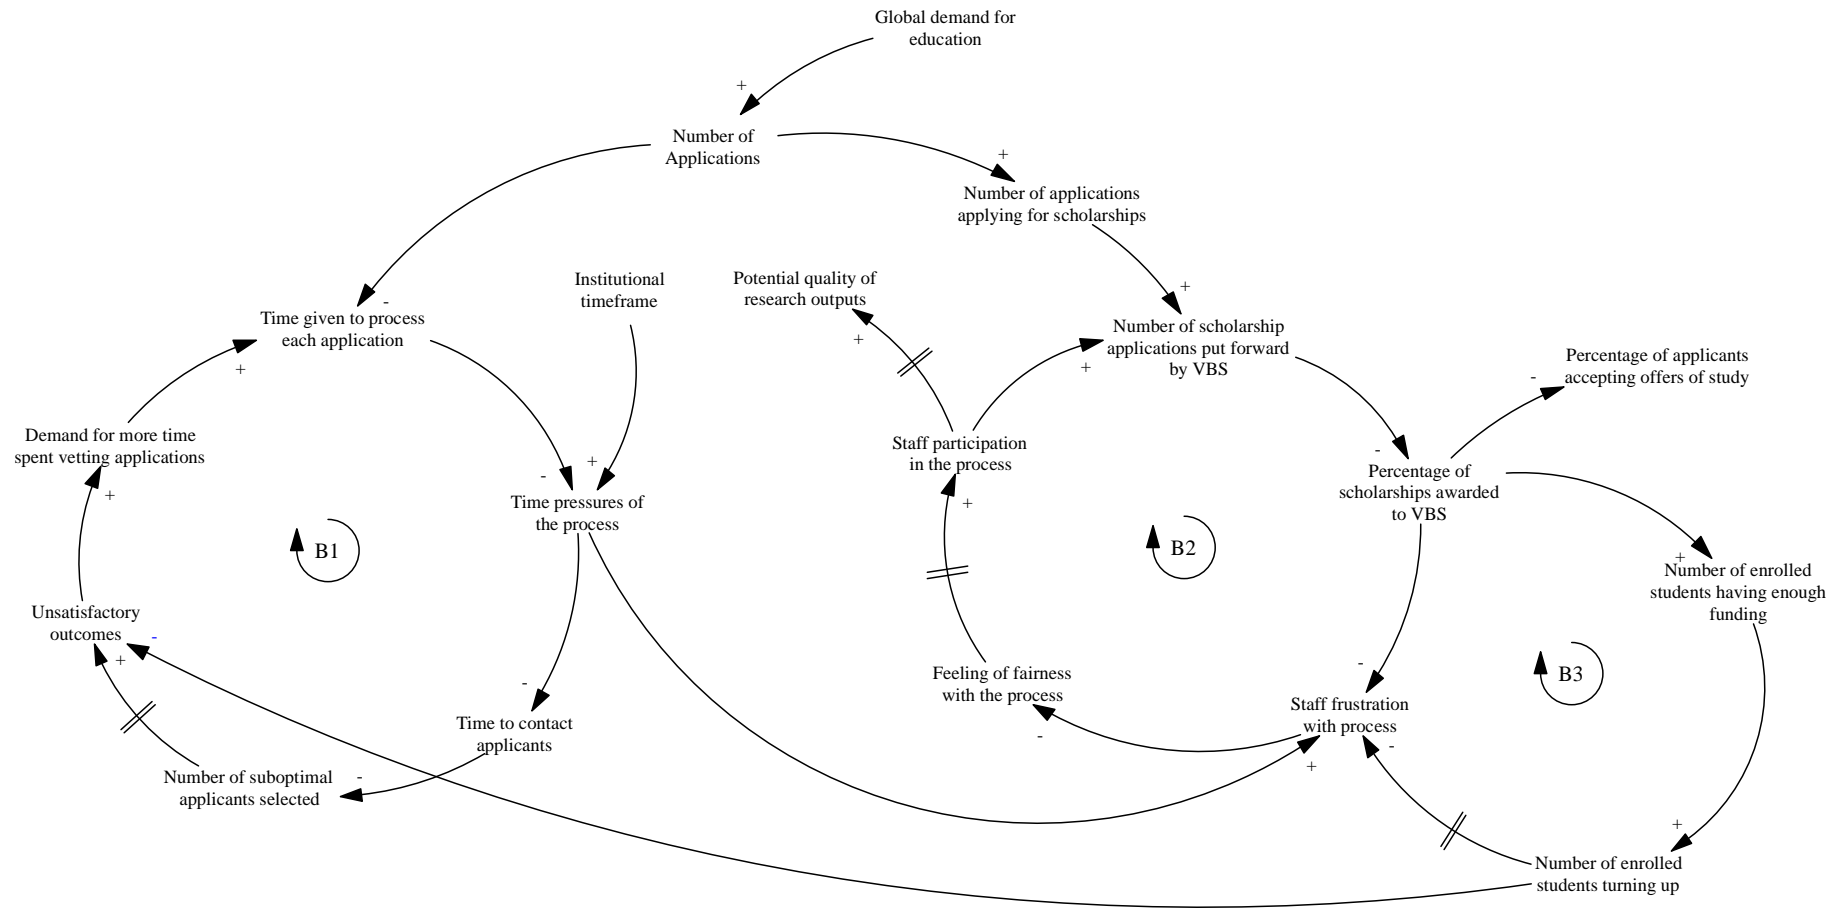 Global demand for
education
+
Number of
Applications
+
Number of applications
applying for scholarships
+
-
Time given to process
each application
+
Institutional
timeframe
+
Potential quality of
research outputs
+
Number of scholarship
applications put forward
by VBS
+
Percentage of applicants
accepting offers of study
-
Demand for more time
spent vetting applications
+
-
Time pressures of
the process
Staff participation
in the process
+
-
Percentage of
scholarships awarded
to VBS
B1
B2
+
Number of enrolled
students having enough
funding
Unsatisfactory
outcomes
-
+
-
Time to contact
applicants
Feeling of fairness
with the process
-
-
Staff frustration
with process
-
+
B3
Number of suboptimal
applicants selected
-
+
Number of enrolled
students turning up